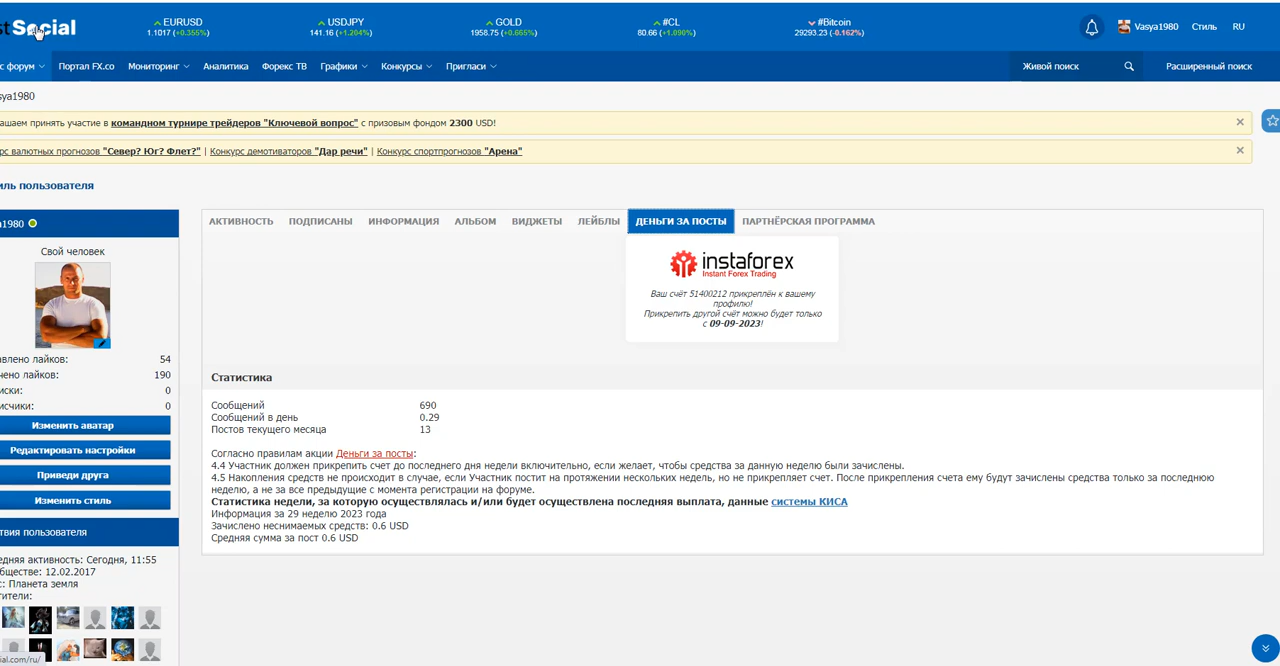 stSocial
EURUSD
1.1017 (+0.355%)
USDJPY
141.16 (+1.204%)
GOLD
1958.75 (+0.665%)
#CL
80.66 (+1.090%)
#Bitcoin
29293.23 (-0.162%)
Vasya1980
Стиль
RU
с форум
Портал FX.co
Мониторинг
Аналитика
Форекс ТВ
Графики
Конкурсы
Пригласи
Живой поиск
Расширенный поиск
sya1980
ашаем принять участие в командном турнире трейдеров "Ключевой вопрос" с призовым фондом 2300 USD!
рс валютных прогнозов "Север? Юг? Флет?" | Конкурс демотиваторов "Дар речи" | Конкурс спортпрогнозов "Арена"
иль пользователя
a1980
Свой человек
авлено лайков: 54
чено лайков: 190
иски: 0
исчики: 0
Изменить аватар
Редактировать настройки
Приведи друга
Изменить стиль
твия пользователя
едняя активность: Сегодня, 11:55
обществе: 12.02.2017
с: Планета земля
тители:
ial.com/ru/
АКТИВНОСТЬ
ПОДПИСАНЫ
ИНФОРМАЦИЯ
АЛЬБОМ
ВИДЖЕТЫ
ЛЕЙБЛЫ
ДЕНЬГИ ЗА ПОСТЫ
ПАРТНЁРСКАЯ ПРОГРАММА
instaforex
Instant Forex Trading
Ваш счёт 51400212 прикреплён к вашему
профилю!
Прикрепить другой счёт можно будет только
с 09-09-2023!
Статистика
Сообщений 690
Сообщений в день 0.29
Постов текущего месяца 13
Согласно правилам акции Деньги за посты:
4.4 Участник должен прикрепить счет до последнего дня недели включительно, если желает, чтобы средства за данную неделю были зачислены.
4.5 Накопления средств не происходит в случае, если Участник постит на протяжении нескольких недель, но не прикрепляет счет. После прикрепления счета ему будут зачислены средства только за последнюю
неделю, а не за все предыдущие с момента регистрации на форуме.
Статистика недели, за которую осуществлялась и/или будет осуществлена последняя выплата, данные системы КИСА
Информация за 29 неделю 2023 года
Зачислено неснимаемых средств: 0.6 USD
Средняя сумма за пост 0.6 USD